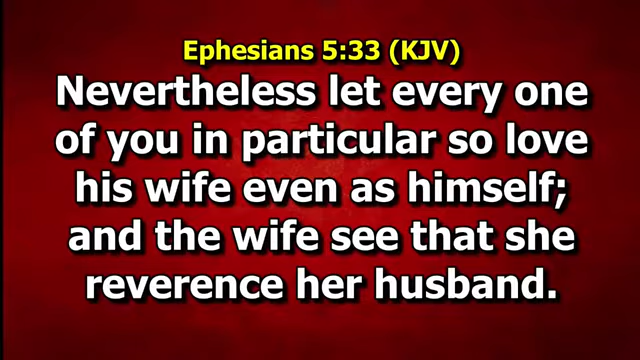 Ephesians 5:33 (KJV)
Nevertheless let every one
of you in particular so love
his wife even as himself;
and the wife see that she
reverence her husband.